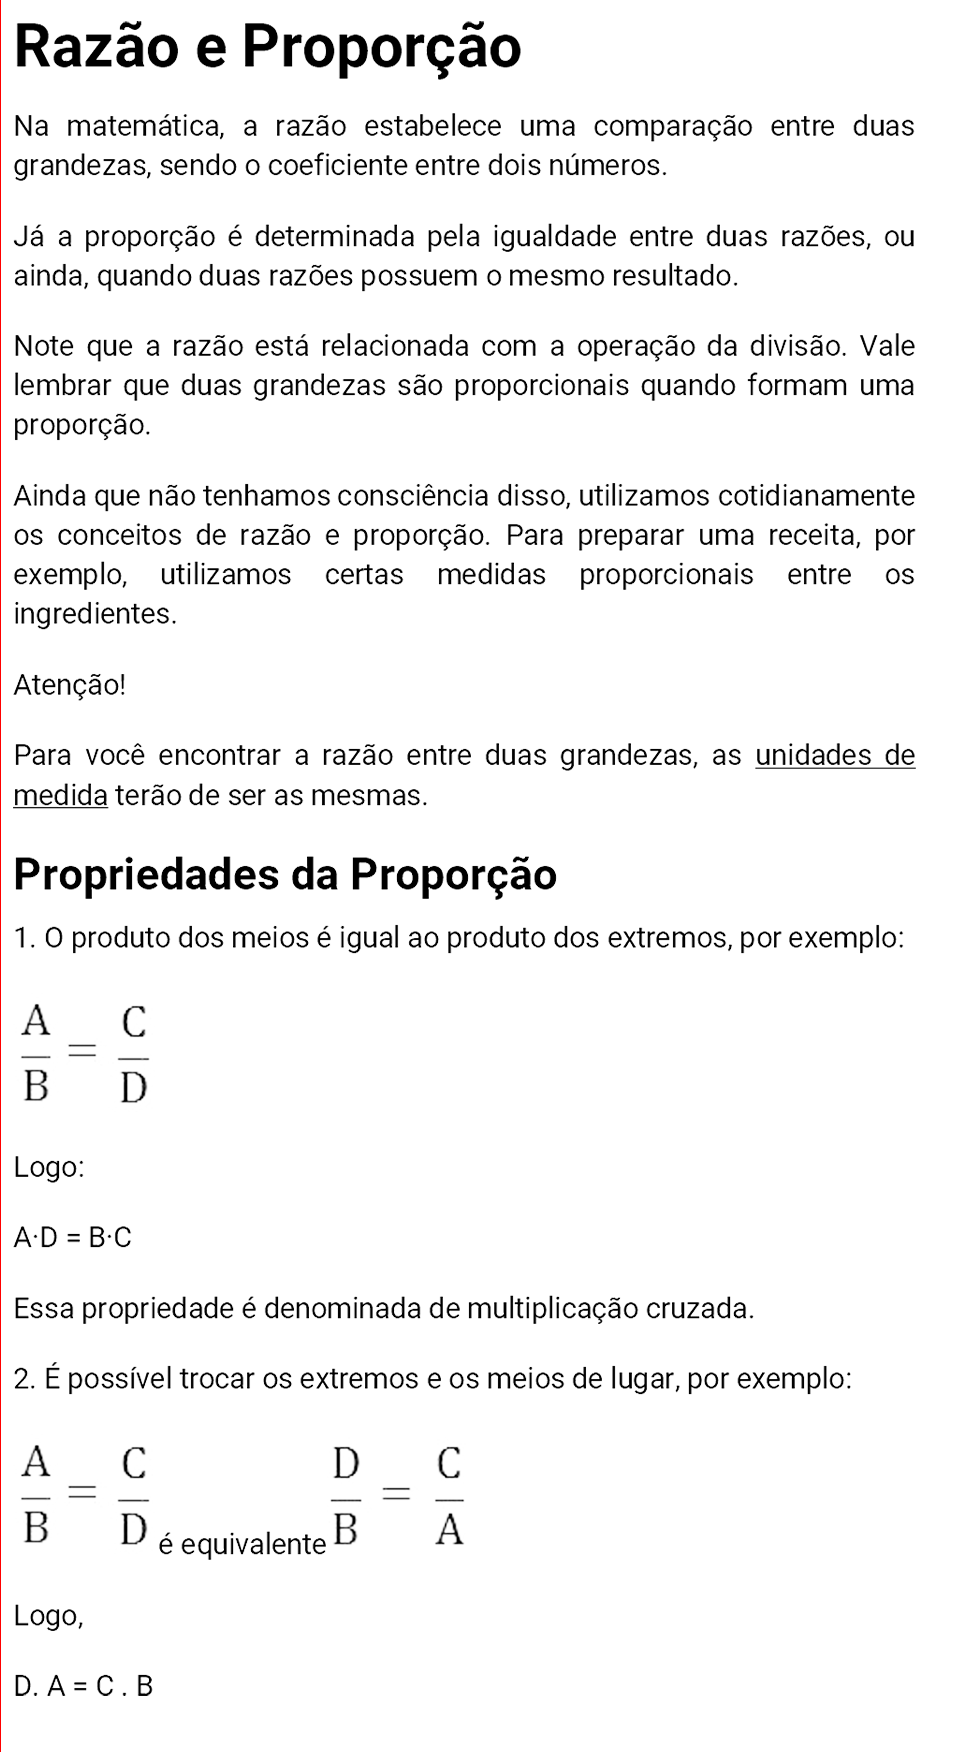 Razão e Proporção
Na matemática, a razão estabelece uma comparação entre duas
grandezas, sendo o coeficiente entre dois números.
Já a proporção é determinada pela igualdade entre duas razões, ou
ainda, quando duas razões possuem o mesmo resultado.
Note que a razão está relacionada com a operação da divisão. Vale
lembrar que duas grandezas são proporcionais quando formam uma
proporção.
Ainda que não tenhamos consciência disso, utilizamos cotidianamente
os conceitos de razão e proporção. Para preparar uma receita, por
exemplo, utilizamos certas medidas proporcionais entre os
ingredientes.
Atenção!
Para você encontrar a razão entre duas grandezas, as unidades de
medida terão de ser as mesmas.
Propriedades da Proporção
1. O produto dos meios é igual ao produto dos extremos, por exemplo:
A/B = C/D
Logo:
A·D = B·C
Essa propriedade é denominada de multiplicação cruzada.
2. É possível trocar os extremos e os meios de lugar, por exemplo:
A/B = C/D é equivalente D/B = C/A
Logo,
D. A = C . B